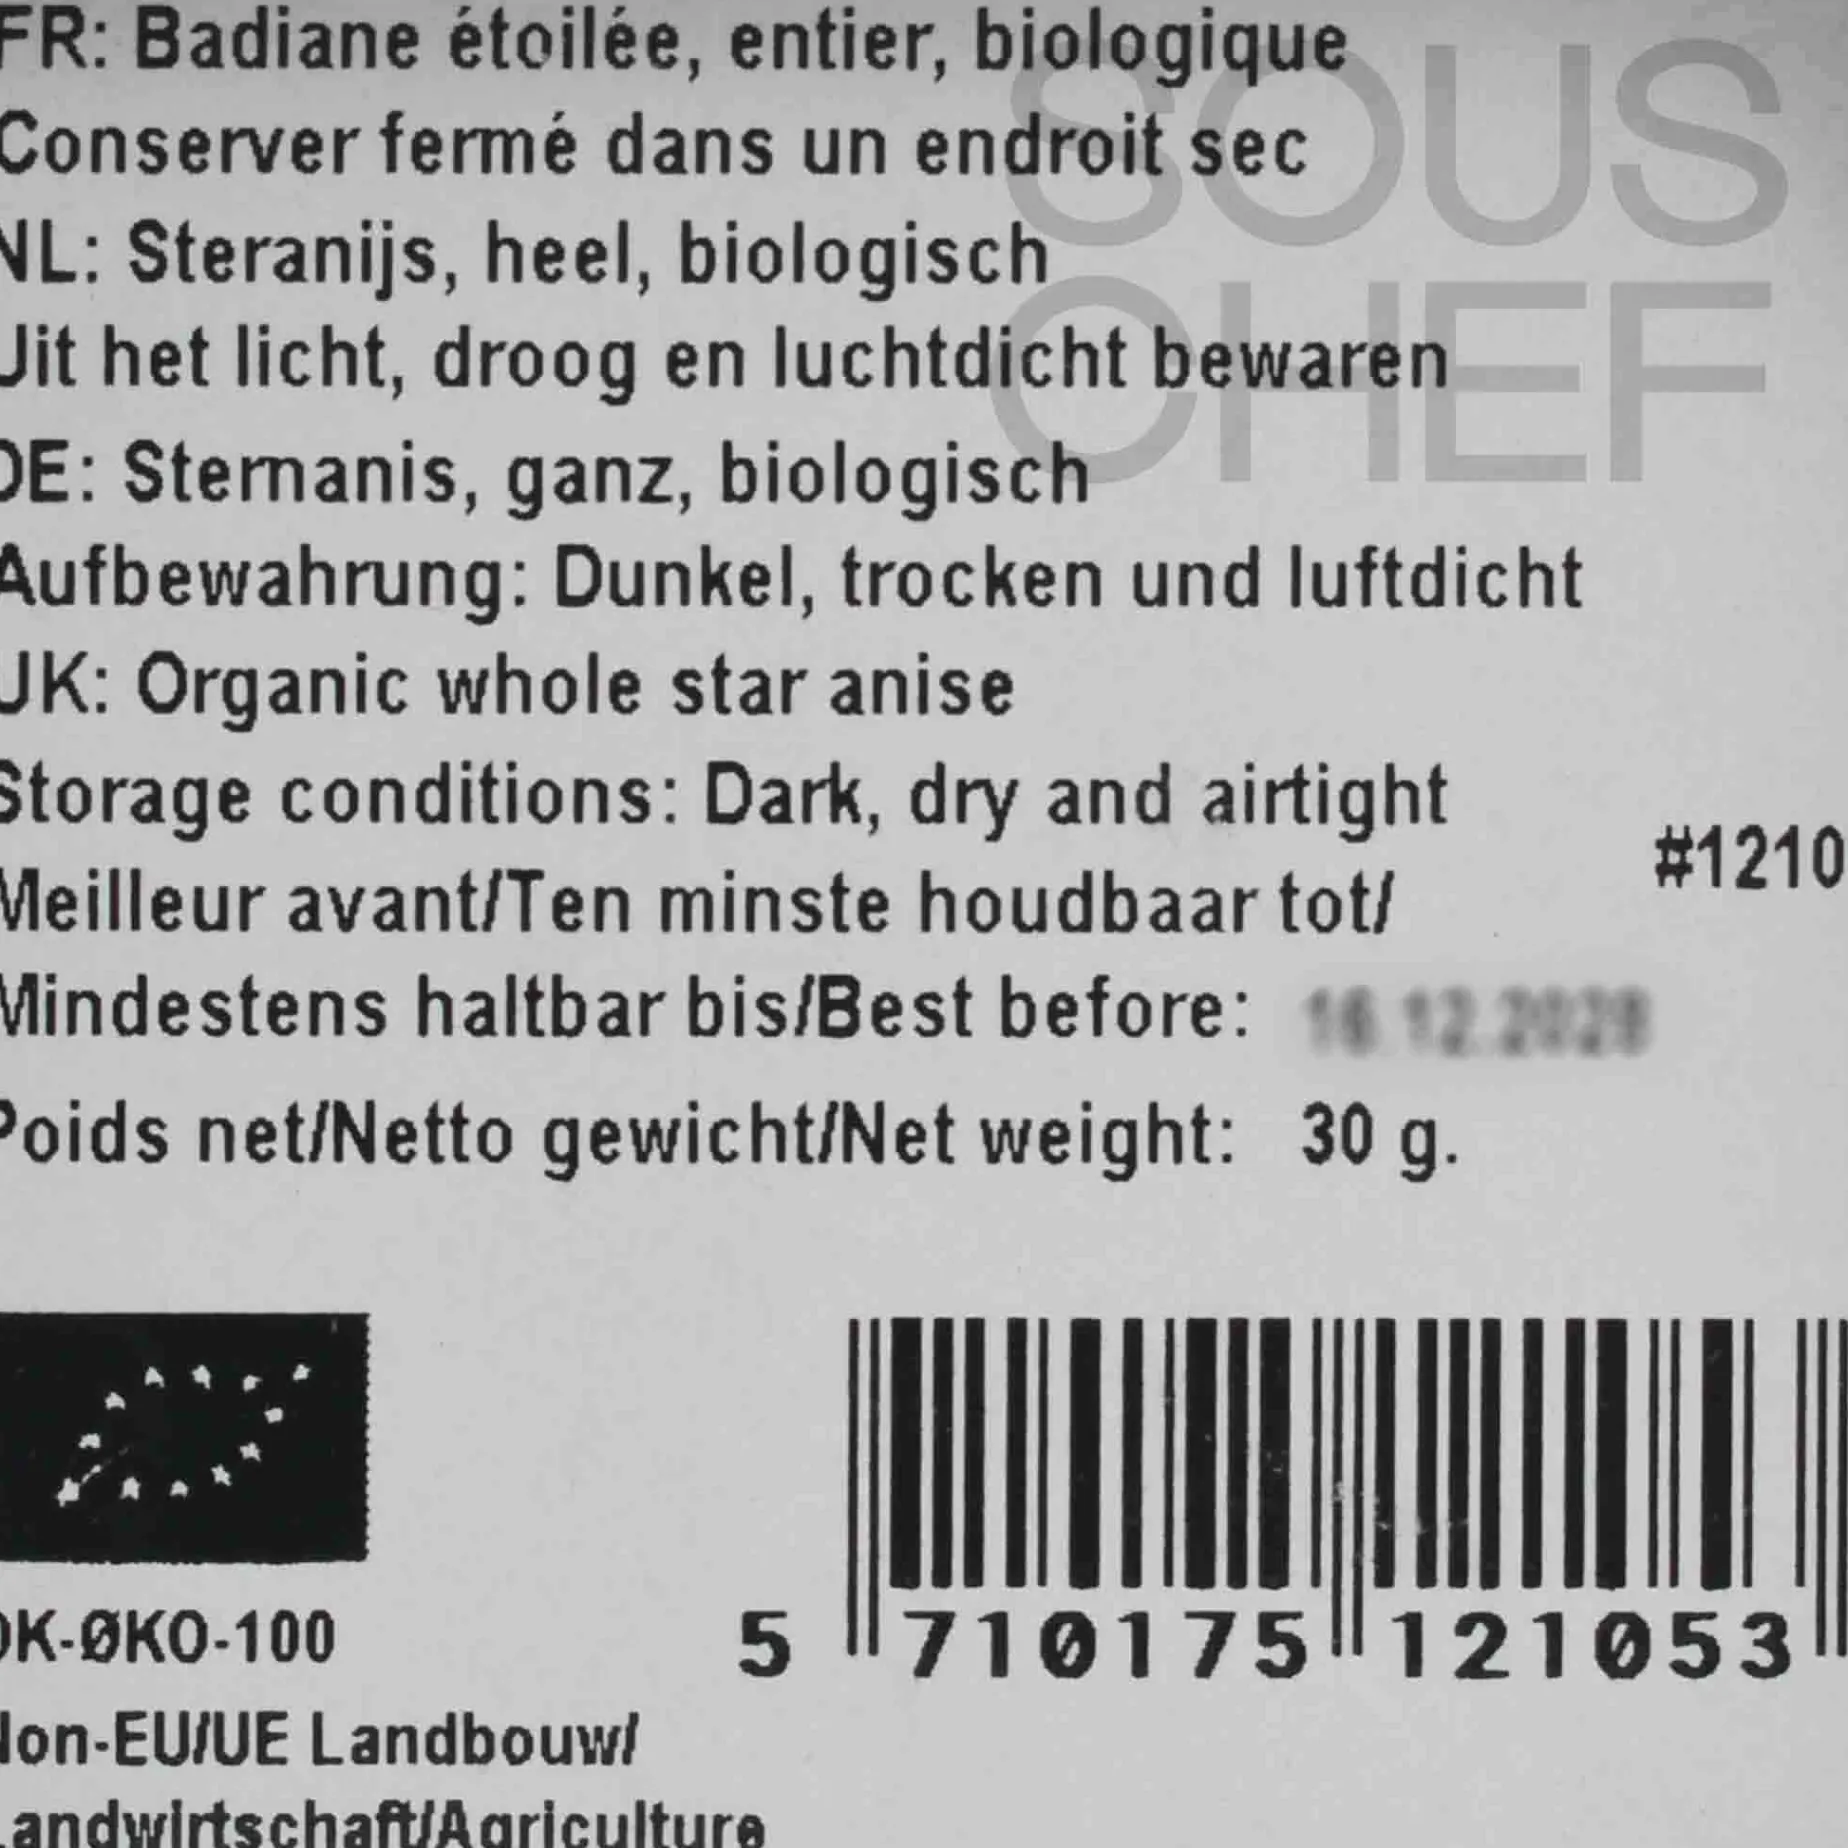 FR: Badiane étoilée, entier, biologique
Conserver fermé dans un endroit sec
NL: Steranijs, heel, biologisch
Uit het licht, droog en luchtdicht bewaren
DE: Sternanis, ganz, biologisch
Aufbewahrung: Dunkel, trocken und luftdicht
UK: Organic whole star anise
Storage conditions: Dark, dry and airtight
#1210
Meilleur avant/Ten minste houdbaar tot/
Mindestens haltbar bis/Best before:
Poids net/Netto gewicht/Net weight: 30 g.
DK-ØKO-100
5 710175 121053
Non-EU/UE Landbouw/
Landwirtschaft/Agriculture
SOUS
CHEF